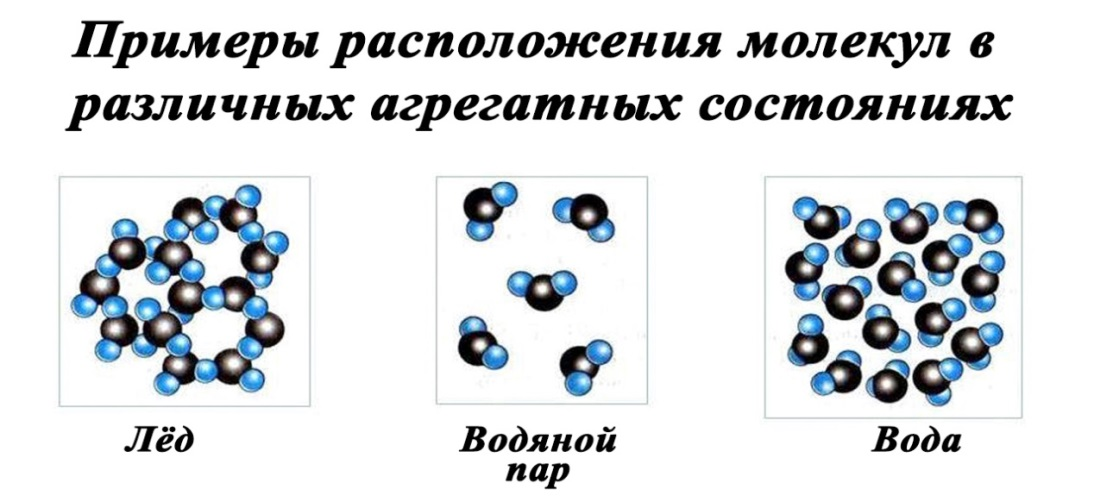 Примеры расположения молекул в
различных агрегатных состояниях
Лёд
Водяной
пар
Вода